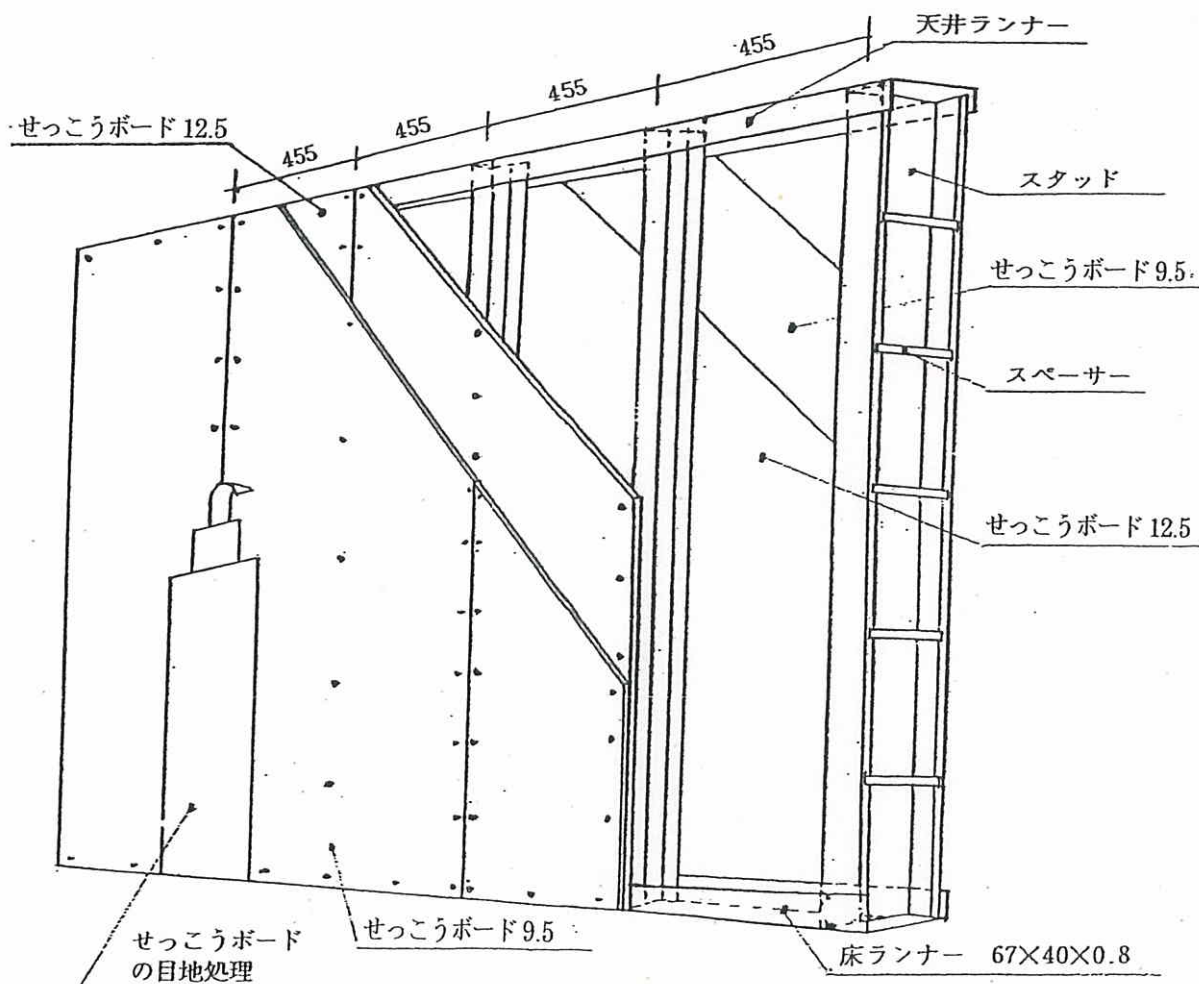 天井ランナー
455
455
455
455
せっこうボード 12.5
スタッド
せっこうボード 9.5
スペーサー
せっこうボード 12.5
せっこうボード
の目地処理
せっこうボード 9.5
床ランナー 67×40×0.8